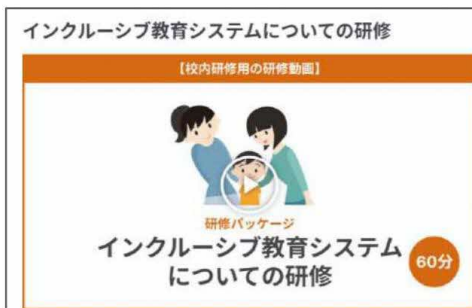 インクルーシブ教育システムについての研修
【校内研修用の研修動画】
研修パッケージ
インクルーシブ教育システム
についての研修
60分